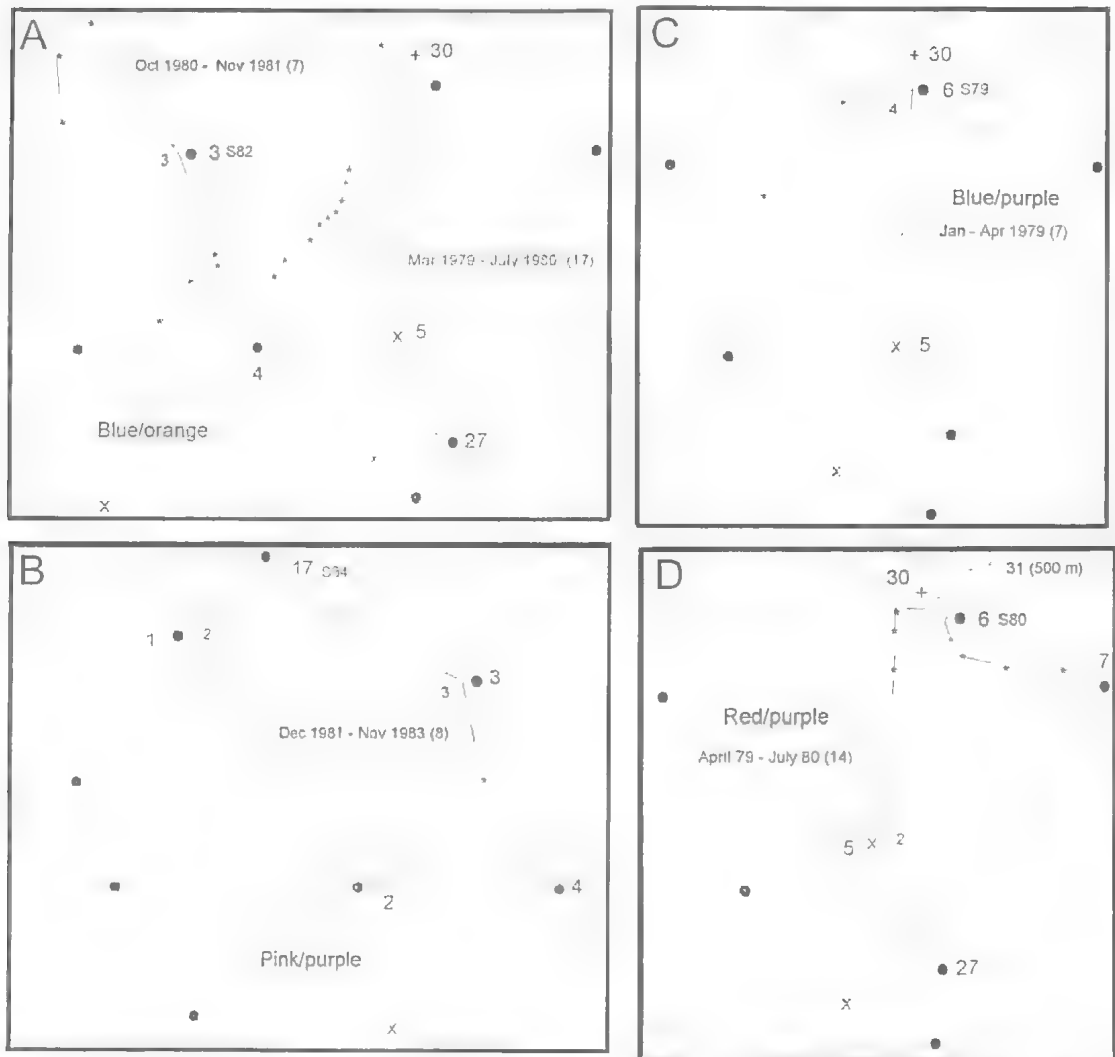 A
+ 30
Oct 1980 - Nov 1981 (7)
3 3 S82
Mar 1979 - July 1980 (17)
x 5
4
Blue/orange
27
x
C
+ 30
6 S79
4
Blue/purple
Jan - Apr 1979 (7)
x 5
x
B
17
1 2
3 3
Dec 1981 - Nov 1983 (8)
2
4
Pink/purple
x
D
30 +
31 (500 m)
6 S80
7
Red/purple
April 79 - July 80 (14)
5 x 2
27
x